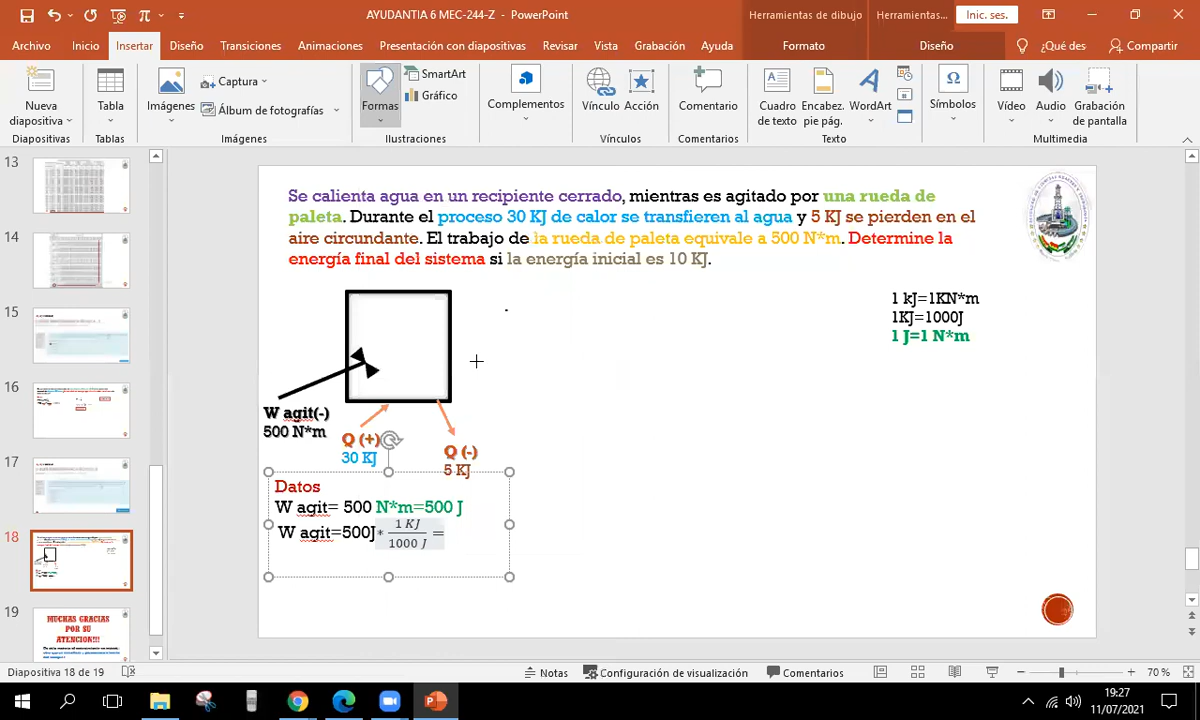 AYUDANTIA 6 MEC-244-Z - PowerPoint
Herramientas de dibujo
Herramientas...
Inic. ses.
Archivo
Inicio
Insertar
Diseño
Transiciones
Animaciones
Presentación con diapositivas
Revisar
Vista
Grabación
Ayuda
Formato
Diseño
¿Qué des
Compartir
Nueva
diapositiva
Tabla
Imágenes
Captura
Álbum de fotografías
Formas
SmartArt
Gráfico
Complementos
Vínculo
Acción
Comentario
Cuadro
de texto
Encabez.
pie pág.
WordArt
Símbolos
Vídeo
Audio
Grabación
de pantalla
Diapositivas
Tablas
Imágenes
Ilustraciones
Vínculos
Comentarios
Texto
Multimedia
13
14
15
16
17
18
19
MUCHAS GRACIAS
POR SU
ATENCION!!!
Se calienta agua en un recipiente cerrado, mientras es agitado por una rueda de
paleta. Durante el proceso 30 KJ de calor se transfieren al agua y 5 KJ se pierden en el
aire circundante. El trabajo de la rueda de paleta equivale a 500 N*m. Determine la
energía final del sistema si la energía inicial es 10 KJ.
1 kJ=1KN*m
1KJ=1000J
1 J=1 N*m
W agit(-)
500 N*m
Q (+)
30 KJ
Q (-)
5 KJ
Datos
W agit= 500 N*m=500 J
W agit=500J* 1 KJ / 1000 J =
Diapositiva 18 de 19
Notas
Configuración de visualización
Comentarios
70 %
19:27
11/07/2021